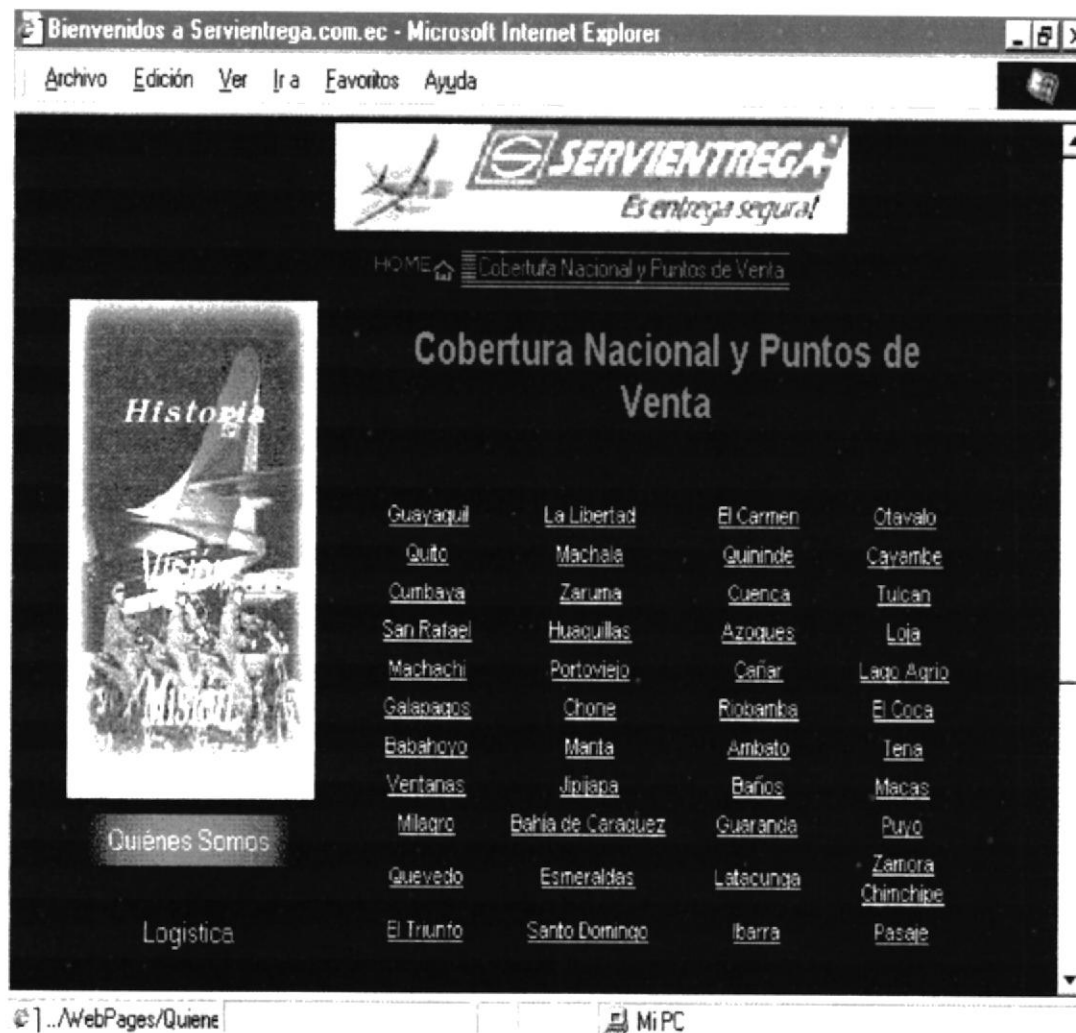 Bienvenidos a Servientrega.com.ec - Microsoft Internet Explorer
Archivo Edición Ver Ir a Favoritos Ayuda
SERVIENTREGA
Es entrega segura!
HOME Cobertura Nacional y Puntos de Venta
Historia
Vision
Mision
Quiénes Somos
Logistica
Cobertura Nacional y Puntos de
Venta
Guayaquil La Libertad El Carmen Otavalo
Quito Machala Quininde Cayambe
Cumbaya Zaruma Cuenca Tulcan
San Rafael Huaquillas Azogues Loja
Machachi Portoviejo Cañar Lago Agrio
Galapagos Chone Riobamba El Coca
Babahoyo Manta Ambato Tena
Ventanas Jipijapa Baños Macas
Milagro Bahía de Caraquez Guaranda Puyo
Quevedo Esmeraldas Latacunga Zamora
Chimchipe
El Triunfo Santo Domingo Ibarra Pasaje
../WebPages/Quiene Mi PC